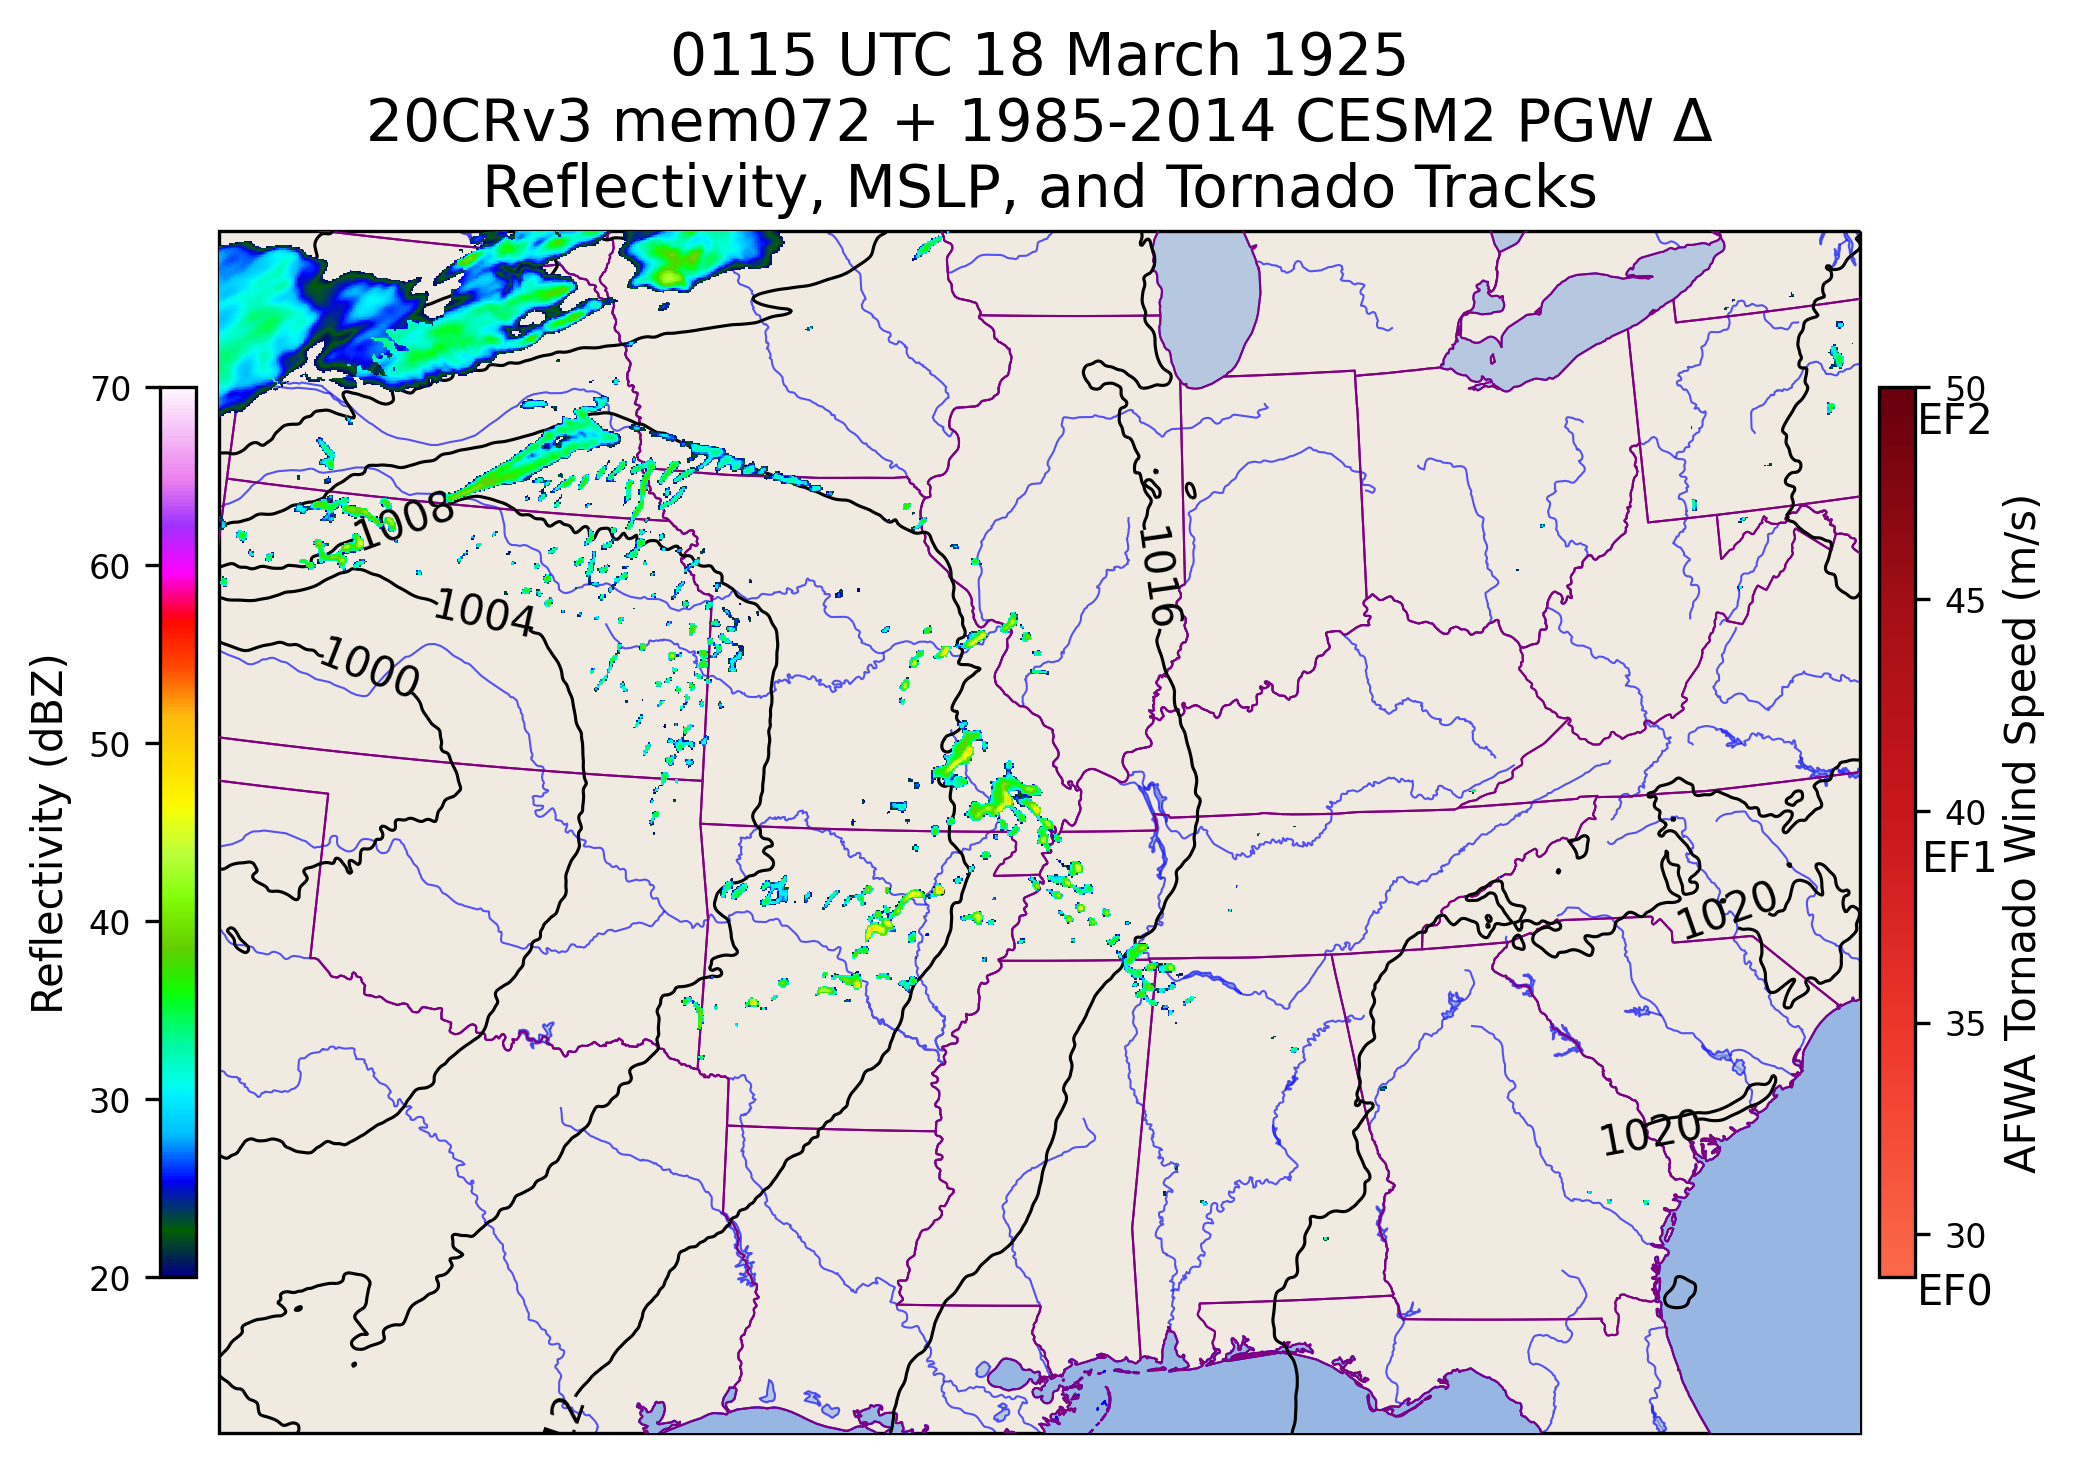 0115 UTC 18 March 1925
20CRv3 mem072 + 1985-2014 CESM2 PGW Δ
Reflectivity, MSLP, and Tornado Tracks
70
60
50
40
30
20
Reflectivity (dBZ)
1008
1004
1000
1016
1020
1020
50
EF2
45
40
EF1
35
30
EF0
AFWA Tornado Wind Speed (m/s)